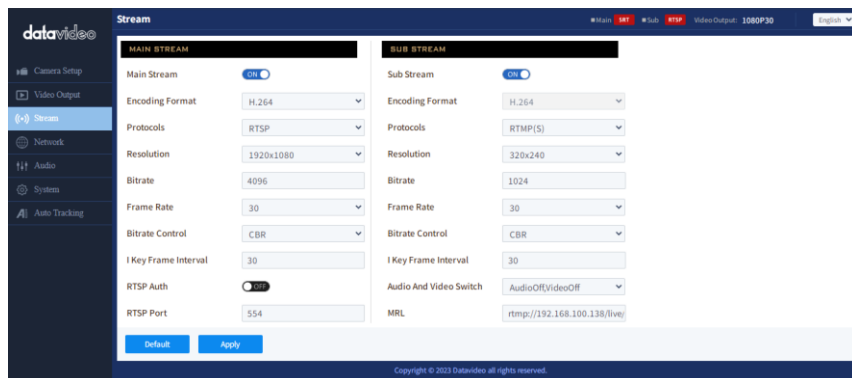 datavideo
Stream
Main SRT Sub RTSP Video Output: 1080P30 English
Camera Setup
Video Output
Stream
Network
Audio
System
Auto Tracking
MAIN STREAM
Main Stream ON
Encoding Format H.264
Protocols RTSP
Resolution 1920x1080
Bitrate 4096
Frame Rate 30
Bitrate Control CBR
I Key Frame Interval 30
RTSP Auth OFF
RTSP Port 554
SUB STREAM
Sub Stream ON
Encoding Format H.264
Protocols RTMP(S)
Resolution 320x240
Bitrate 1024
Frame Rate 30
Bitrate Control CBR
I Key Frame Interval 30
Audio And Video Switch AudioOff,VideoOff
MRL rtmp://192.168.100.138/live/
Default Apply
Copyright © 2023 Datavideo all rights reserved.